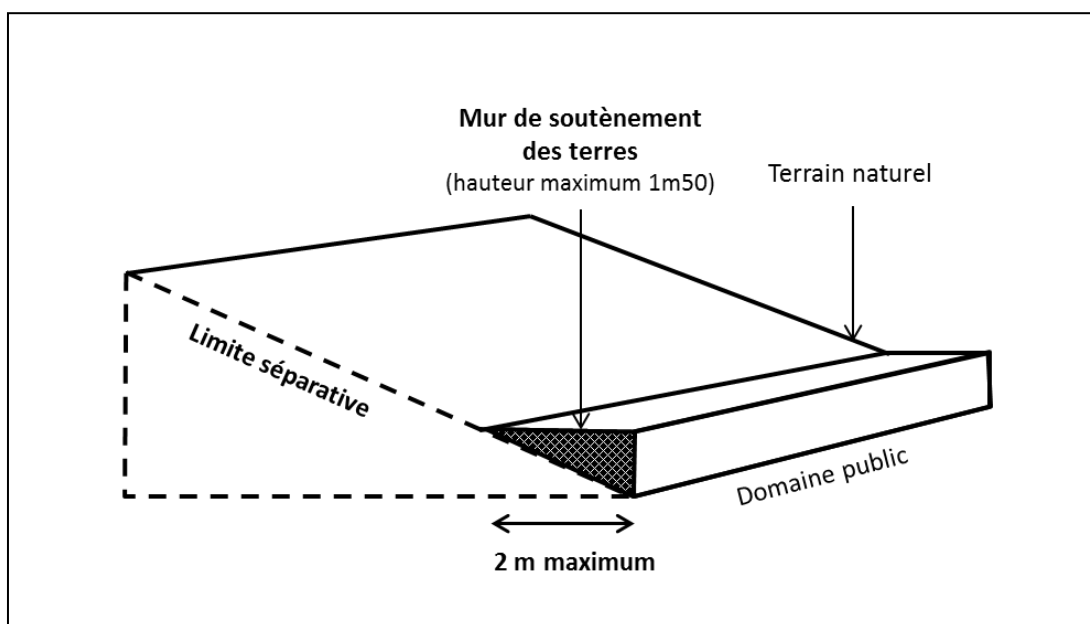 Mur de soutènement
des terres
(hauteur maximum 1m50)
Terrain naturel
Limite séparative
Domaine public
2 m maximum